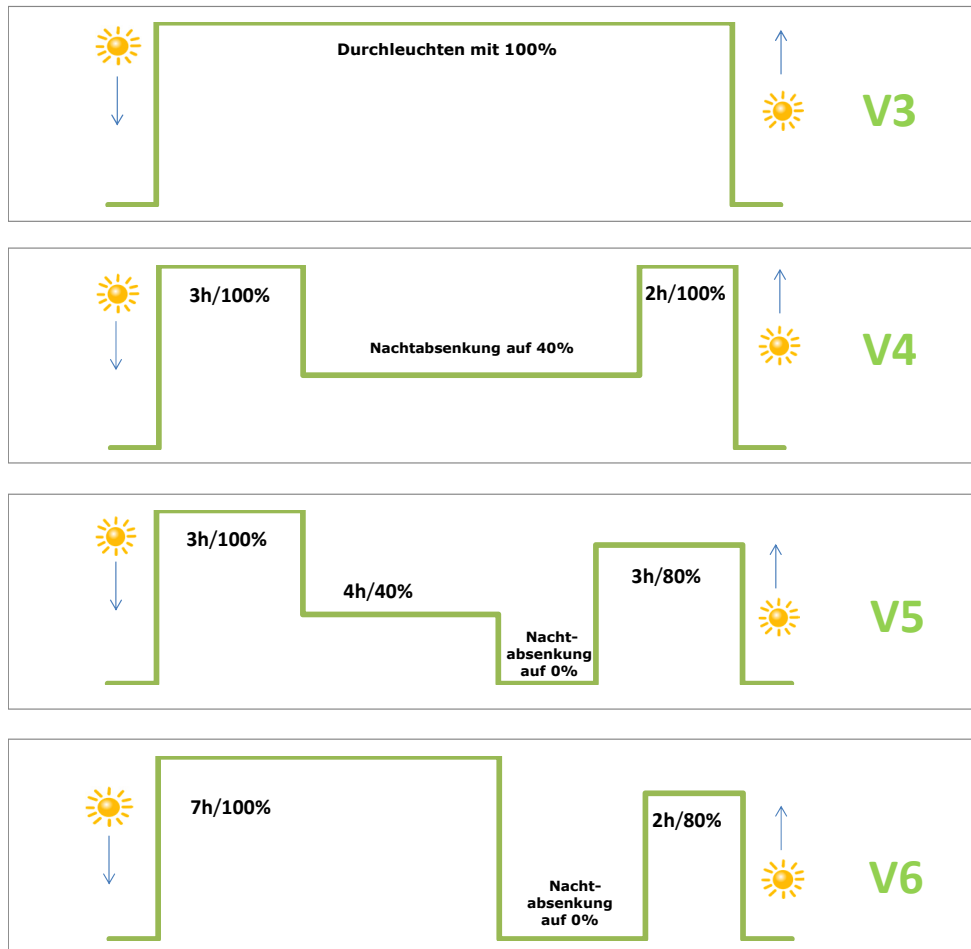 Durchleuchten mit 100%
V3
3h/100%
2h/100%
Nachtabsenkung auf 40%
V4
3h/100%
4h/40%
3h/80%
Nacht-
absenkung
auf 0%
V5
7h/100%
2h/80%
Nacht-
absenkung
auf 0%
V6